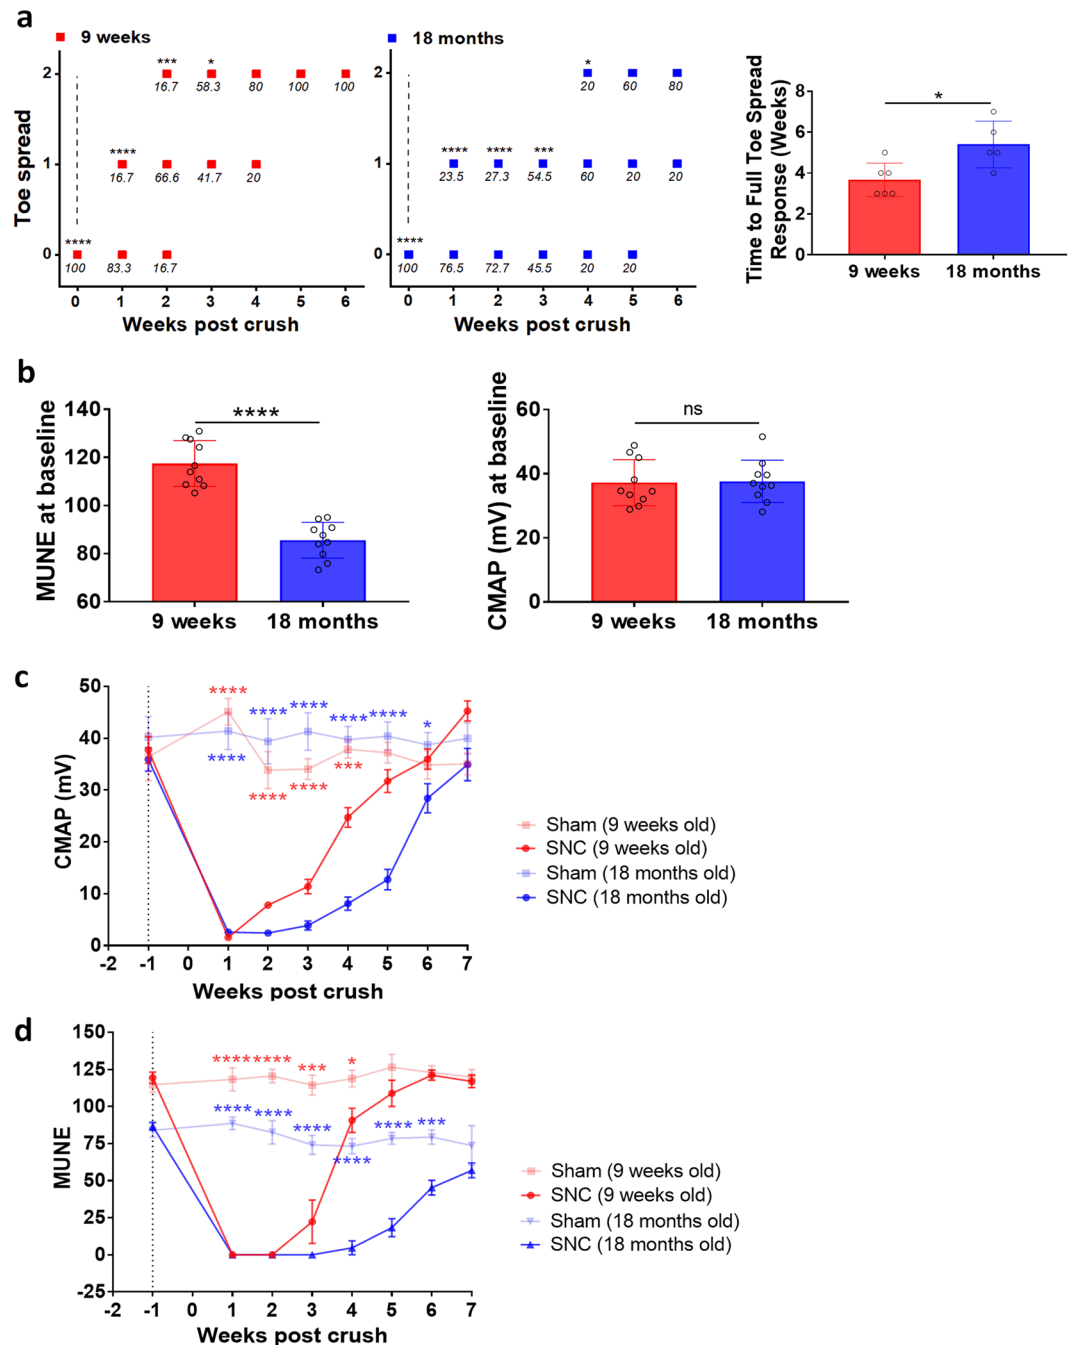 a
9 weeks
18 months
Toe spread
2
1
0
***
*
16.7 58.3 80 100 100
****
16.7 66.6 41.7 20
****
100 83.3 16.7
0 1 2 3 4 5 6
Weeks post crush
2
1
0
*
20 60 80
**** **** ***
23.5 27.3 54.5 60 20 20
****
100 76.5 72.7 45.5 20 20
0 1 2 3 4 5 6
Weeks post crush
Time to Full Toe Spread
Response (Weeks)
8
6
4
2
0
*
9 weeks 18 months
b
MUNE at baseline
140
120
100
80
60
****
9 weeks 18 months
CMAP (mV) at baseline
60
40
20
0
ns
9 weeks 18 months
c
CMAP (mV)
50
40
30
20
10
0
**** **** **** **** **** *
**** **** **** ***
-2 -1 0 1 2 3 4 5 6 7
Weeks post crush
Sham (9 weeks old)
SNC (9 weeks old)
Sham (18 months old)
SNC (18 months old)
d
MUNE
150
125
100
75
50
25
0
-25
**** **** *** *
**** **** **** **** **** ***
-2 -1 0 1 2 3 4 5 6 7
Weeks post crush
Sham (9 weeks old)
SNC (9 weeks old)
Sham (18 months old)
SNC (18 months old)